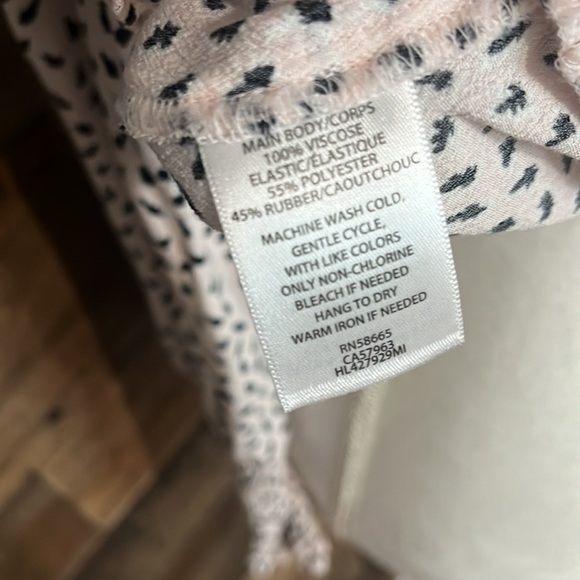 MAIN BODY/CORPS
100% VISCOSE
ELASTIC/ÉLASTIQUE
55% POLYESTER
45% RUBBER/CAOUTCHOUC
MACHINE WASH COLD,
GENTLE CYCLE,
WITH LIKE COLORS
ONLY NON-CHLORINE
BLEACH IF NEEDED
HANG TO DRY
WARM IRON IF NEEDED
RN58665
CA57963
HL427929MI